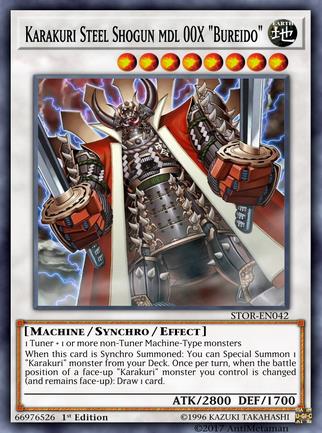 Karakuri Steel Shogun mdl 00X "Bureido"
EARTH
地
STOR-EN042
[Machine / Synchro / Effect]
1 Tuner + 1 or more non-Tuner Machine-Type monsters
When this card is Synchro Summoned: You can Special Summon 1
"Karakuri" monster from your Deck. Once per turn, when the battle
position of a face-up "Karakuri" monster you control is changed
(and remains face-up): Draw 1 card.
ATK/2800 DEF/1700
66976526 1st Edition ©1996 KAZUKI TAKAHASHI
©2017 AntiMetaman